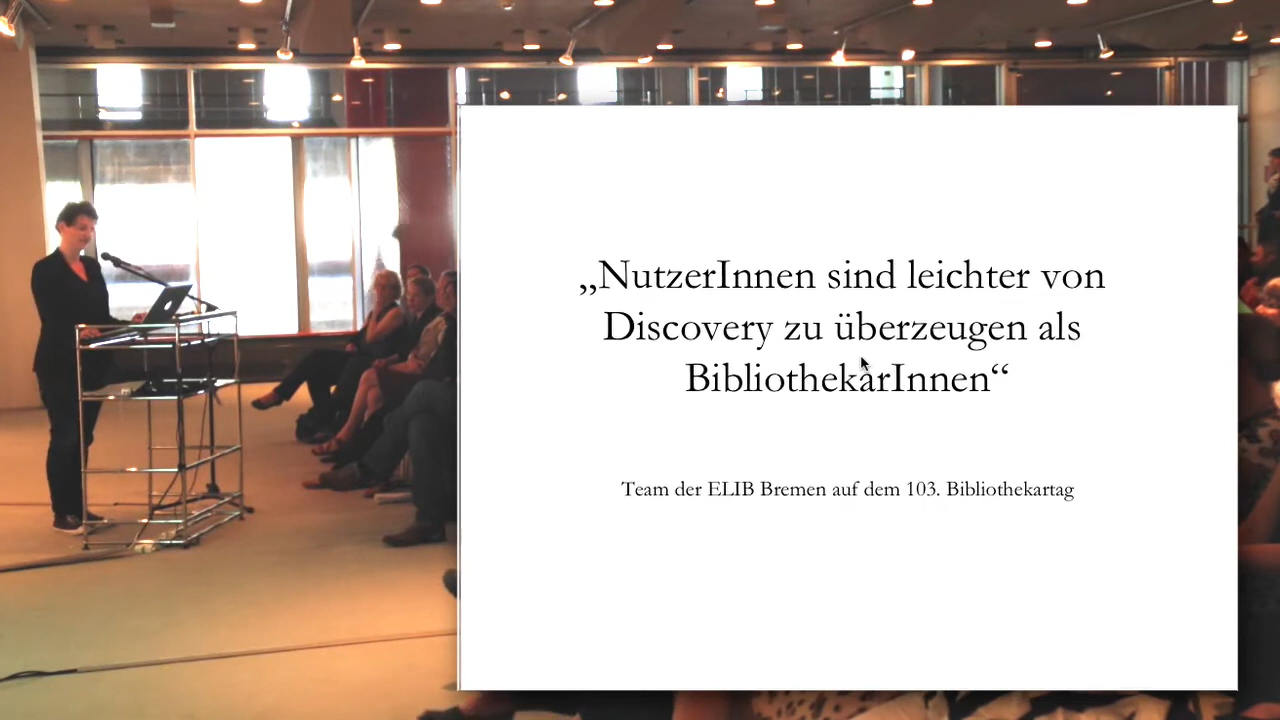 „NutzerInnen sind leichter von
Discovery zu überzeugen als
BibliothekarInnen“
Team der ELIB Bremen auf dem 103. Bibliothekartag